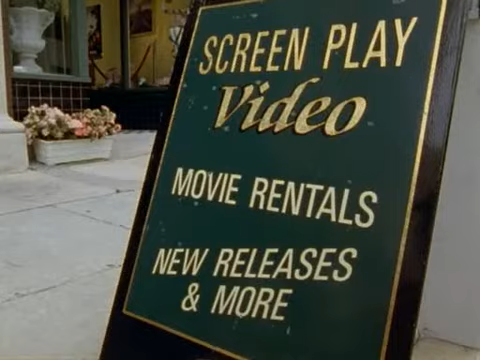 SCREEN PLAY
Video
MOVIE RENTALS
NEW RELEASES
& MORE